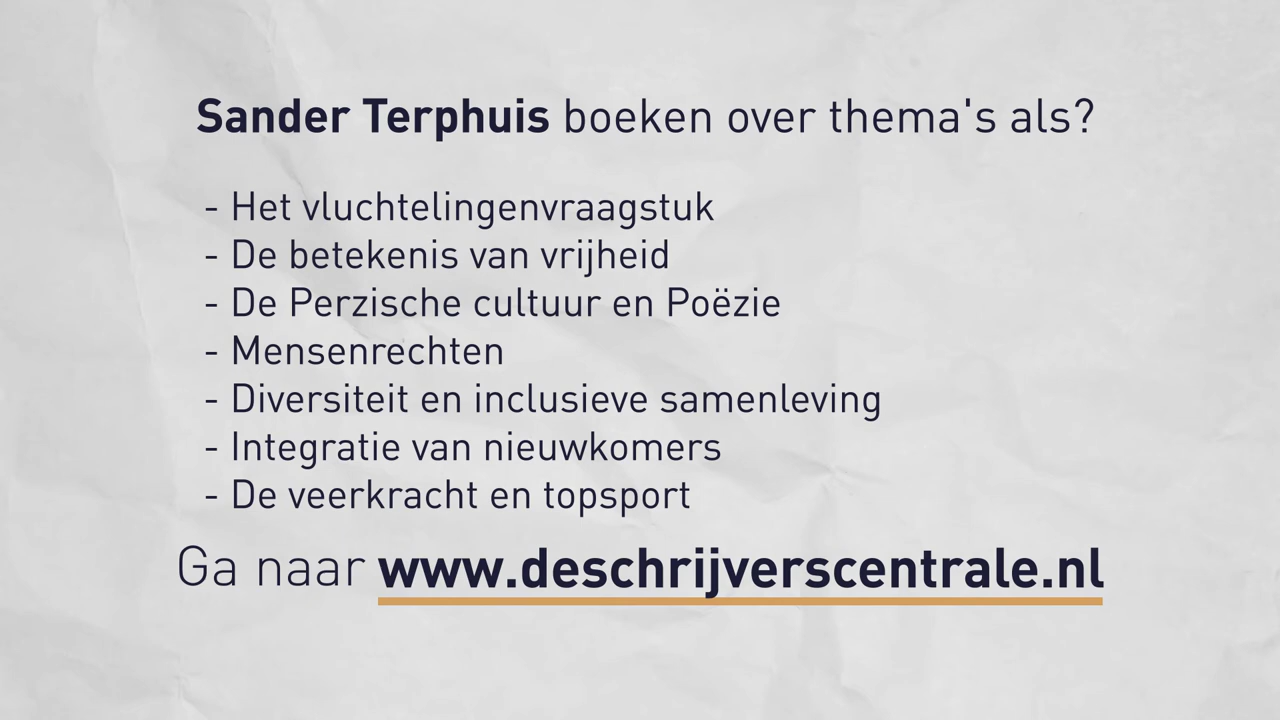 Sander Terphuis boeken over thema's als?
- Het vluchtelingenvraagstuk
- De betekenis van vrijheid
- De Perzische cultuur en Poëzie
- Mensenrechten
- Diversiteit en inclusieve samenleving
- Integratie van nieuwkomers
- De veerkracht en topsport
Ga naar www.deschrijverscentrale.nl